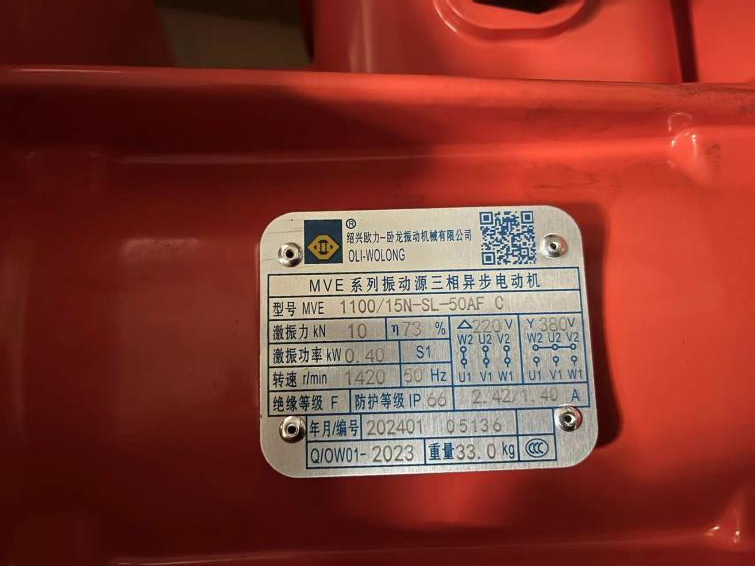 ®
绍兴欧力-卧龙振动机械有限公司
OLI-WOLONG
MVE 系列振动源三相异步电动机
型号 MVE 1100/15N-SL-50AF C
激振力 kN 10 η 73 % △ 220 V Y 380V
W2 U2 V2 W2 U2 V2
激振功率 kW 0.40 S1
转速 r/min 1420 50 Hz U1 V1 W1 U1 V1 W1
绝缘等级 F 防护等级 IP 66 2.42/1.40 A
年月/编号 202401 05136
Q/OW01-2023 重量 33.0 kg CCC